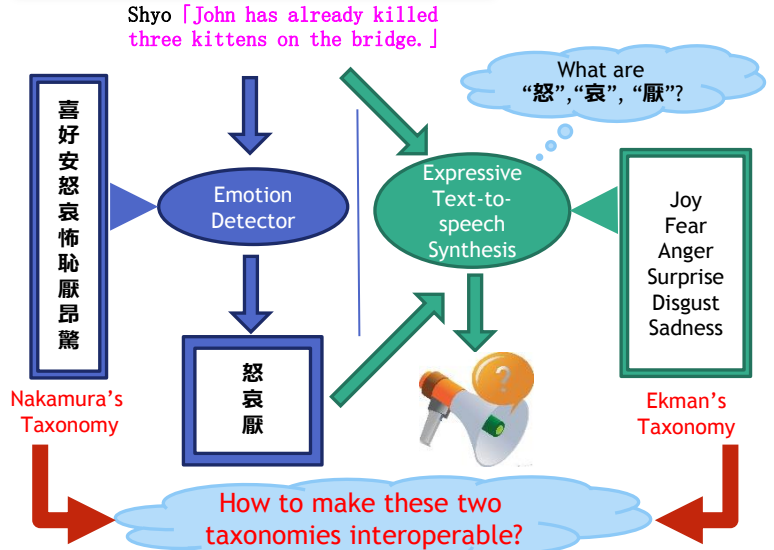 Shyo「John has already killed
three kittens on the bridge.」
What are
“怒”,“哀”, “厭”?
喜
好
安
怒
哀
怖
恥
厭
昂
驚
Emotion
Detector
Expressive
Text-to-
speech
Synthesis
Joy
Fear
Anger
Surprise
Disgust
Sadness
怒
哀
厭
?
Nakamura’s
Taxonomy
Ekman’s
Taxonomy
How to make these two
taxonomies interoperable?